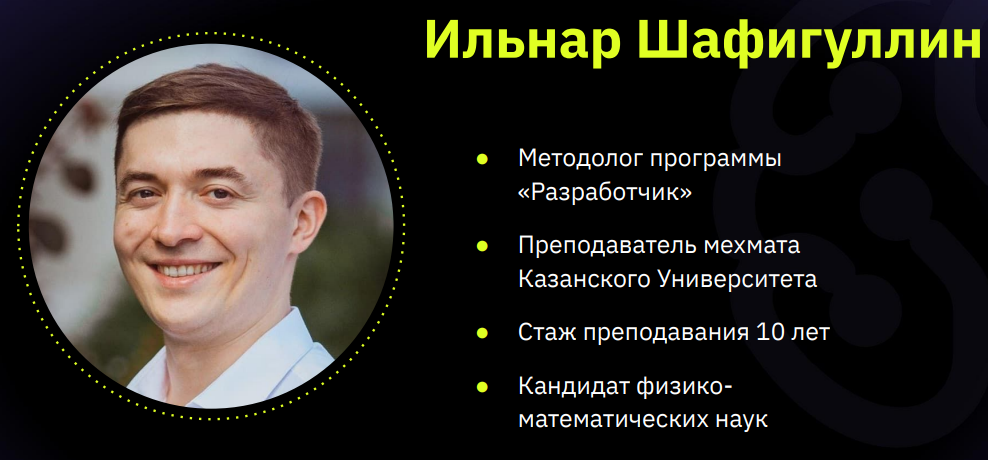 Ильнар Шафигуллин
Методолог программы
«Разработчик»
Преподаватель мехмата
Казанского Университета
Стаж преподавания 10 лет
Кандидат физико-
математических наук